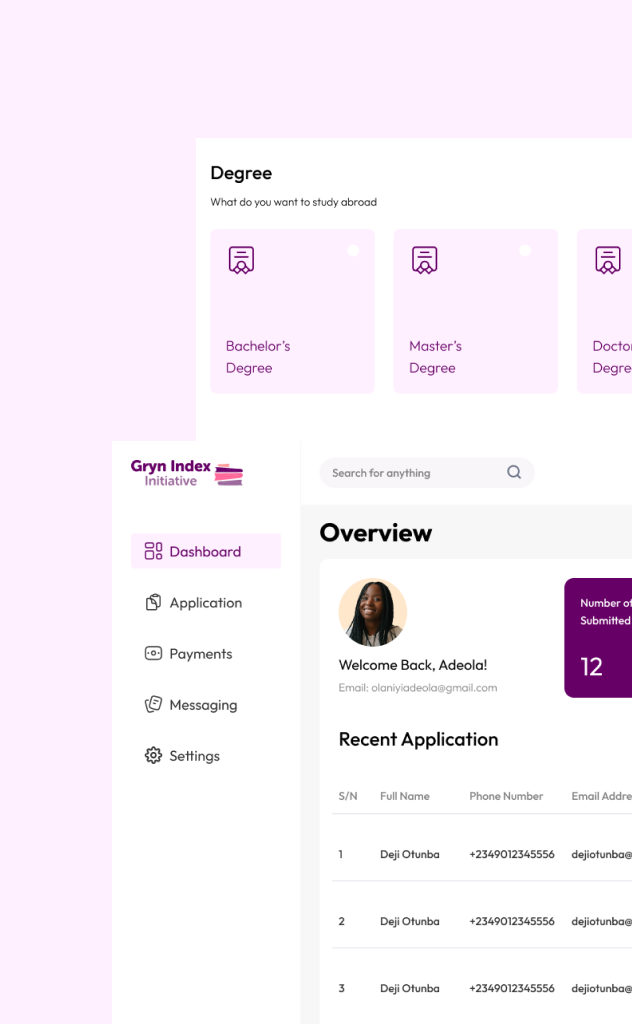 Degree
What do you want to study abroad
Bachelor's
Degree
Master's
Degree
Docto
Degre
Gryn Index
Initiative
Search for anything
Dashboard
Application
Payments
Messaging
Settings
Overview
Welcome Back, Adeola!
Email: olaniyiadeola@gmail.com
Number of
Submitted
12
Recent Application
S/N Full Name Phone Number Email Addre
1 Deji Otunba +2349012345556 dejiotunba@
2 Deji Otunba +2349012345556 dejiotunba@
3 Deji Otunba +2349012345556 dejiotunba@